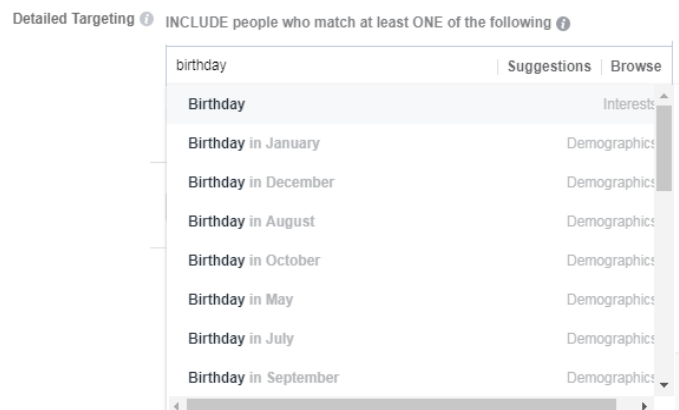 Detailed Targeting INCLUDE people who match at least ONE of the following
birthday Suggestions Browse
Birthday Interests
Birthday in January Demographics
Birthday in December Demographics
Birthday in August Demographics
Birthday in October Demographics
Birthday in May Demographics
Birthday in July Demographics
Birthday in September Demographics